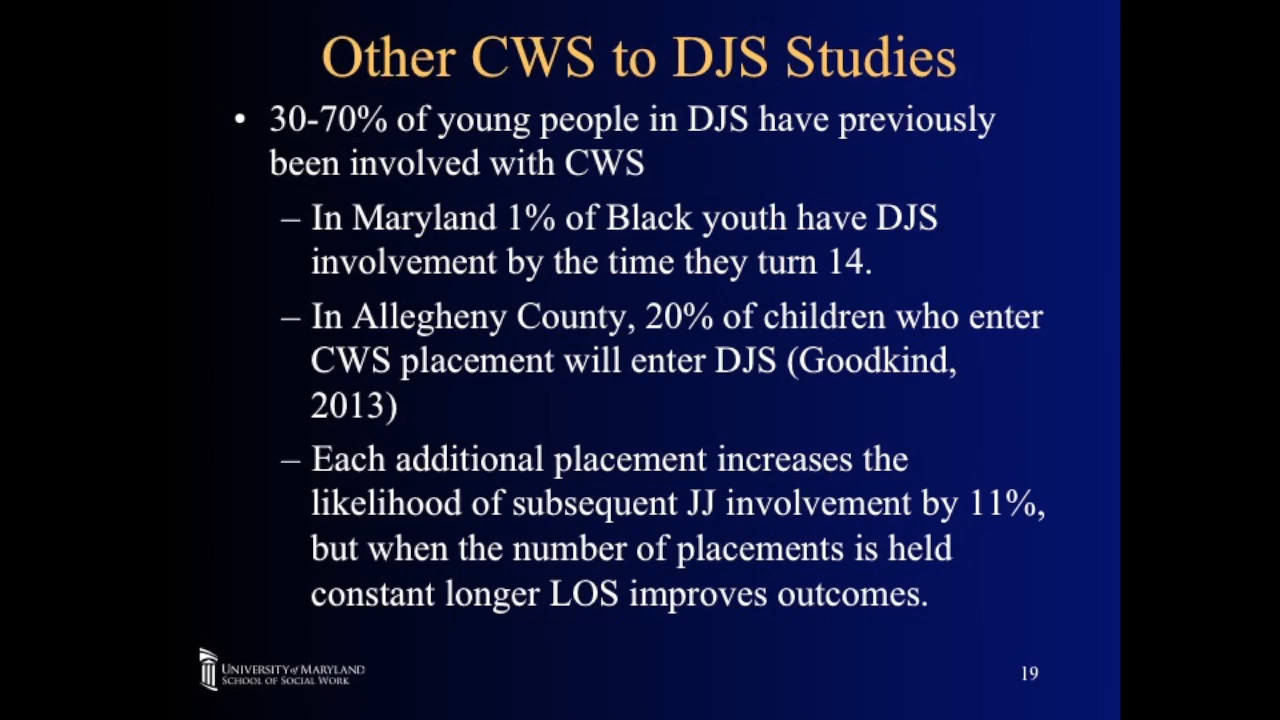 Other CWS to DJS Studies
• 30-70% of young people in DJS have previously
been involved with CWS
– In Maryland 1% of Black youth have DJS
involvement by the time they turn 14.
– In Allegheny County, 20% of children who enter
CWS placement will enter DJS (Goodkind,
2013)
– Each additional placement increases the
likelihood of subsequent JJ involvement by 11%,
but when the number of placements is held
constant longer LOS improves outcomes.
UNIVERSITY of MARYLAND
SCHOOL OF SOCIAL WORK
19